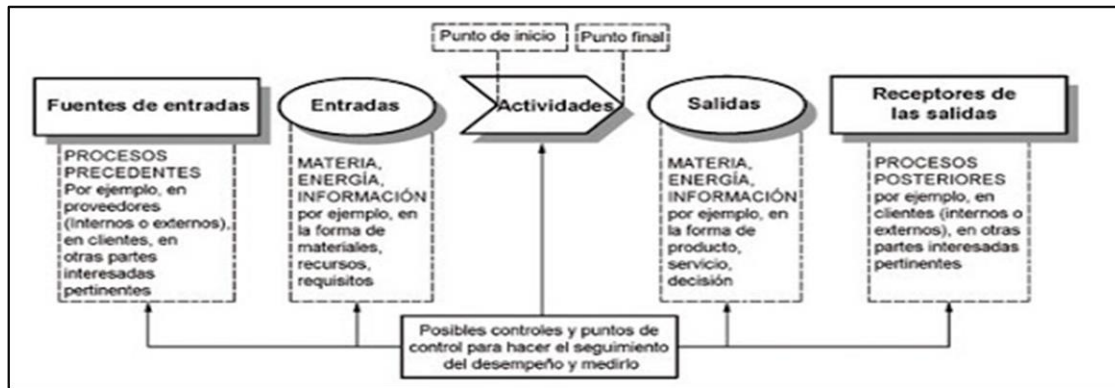 Punto de inicio
Punto final
Fuentes de entradas
Entradas
Actividades
Salidas
Receptores de
las salidas
PROCESOS
PRECEDENTES
Por ejemplo, en
proveedores
(Internos o externos),
en clientes, en
otras partes
interesadas
pertinentes
MATERIA,
ENERGÍA,
INFORMACIÓN
por ejemplo, en
la forma de
materiales,
recursos,
requisitos
MATERIA,
ENERGÍA,
INFORMACIÓN
por ejemplo, en
la forma de
producto,
servicio,
decisión
PROCESOS
POSTERIORES
por ejemplo, en
clientes (internos o
externos), en otras
partes interesadas
pertinentes
Posibles controles y puntos de
control para hacer el seguimiento
del desempeño y medirlo